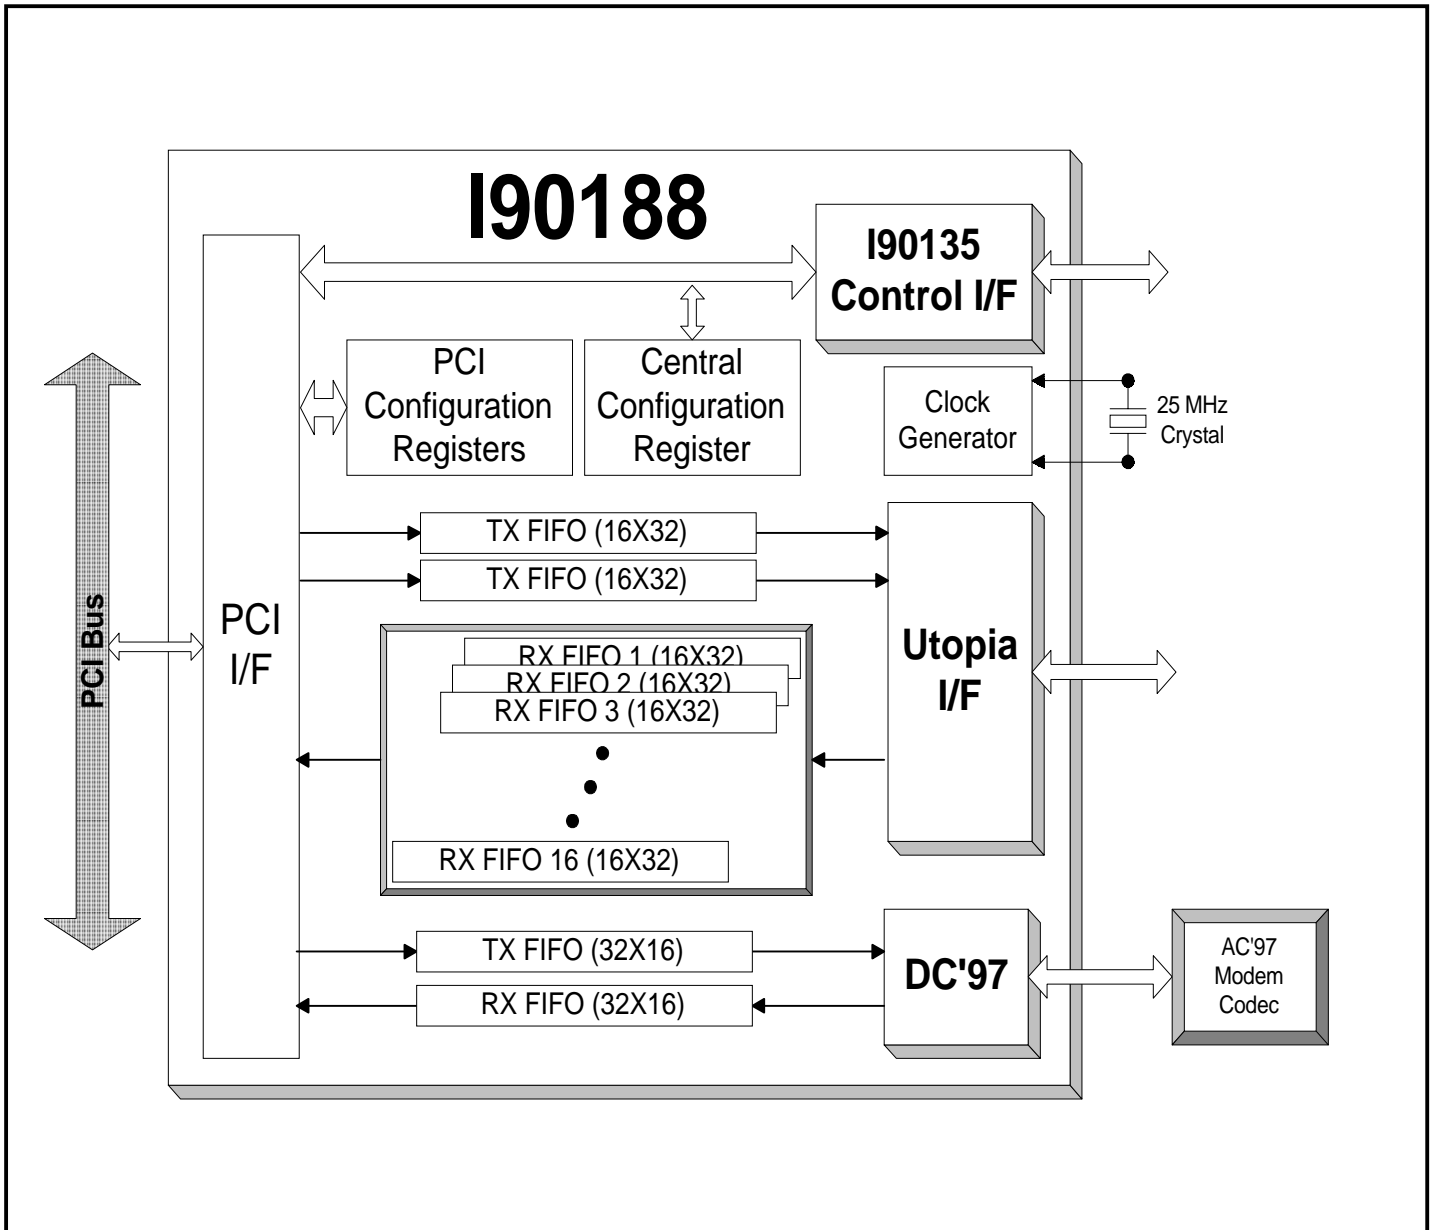 I90188
I90135
Control I/F
PCI
Configuration
Registers
Central
Configuration
Register
Clock
Generator
25 MHz
Crystal
PCI Bus
PCI
I/F
TX FIFO (16X32)
TX FIFO (16X32)
RX FIFO 1 (16X32)
RX FIFO 2 (16X32)
RX FIFO 3 (16X32)
RX FIFO 16 (16X32)
Utopia
I/F
TX FIFO (32X16)
RX FIFO (32X16)
DC'97
AC'97
Modem
Codec